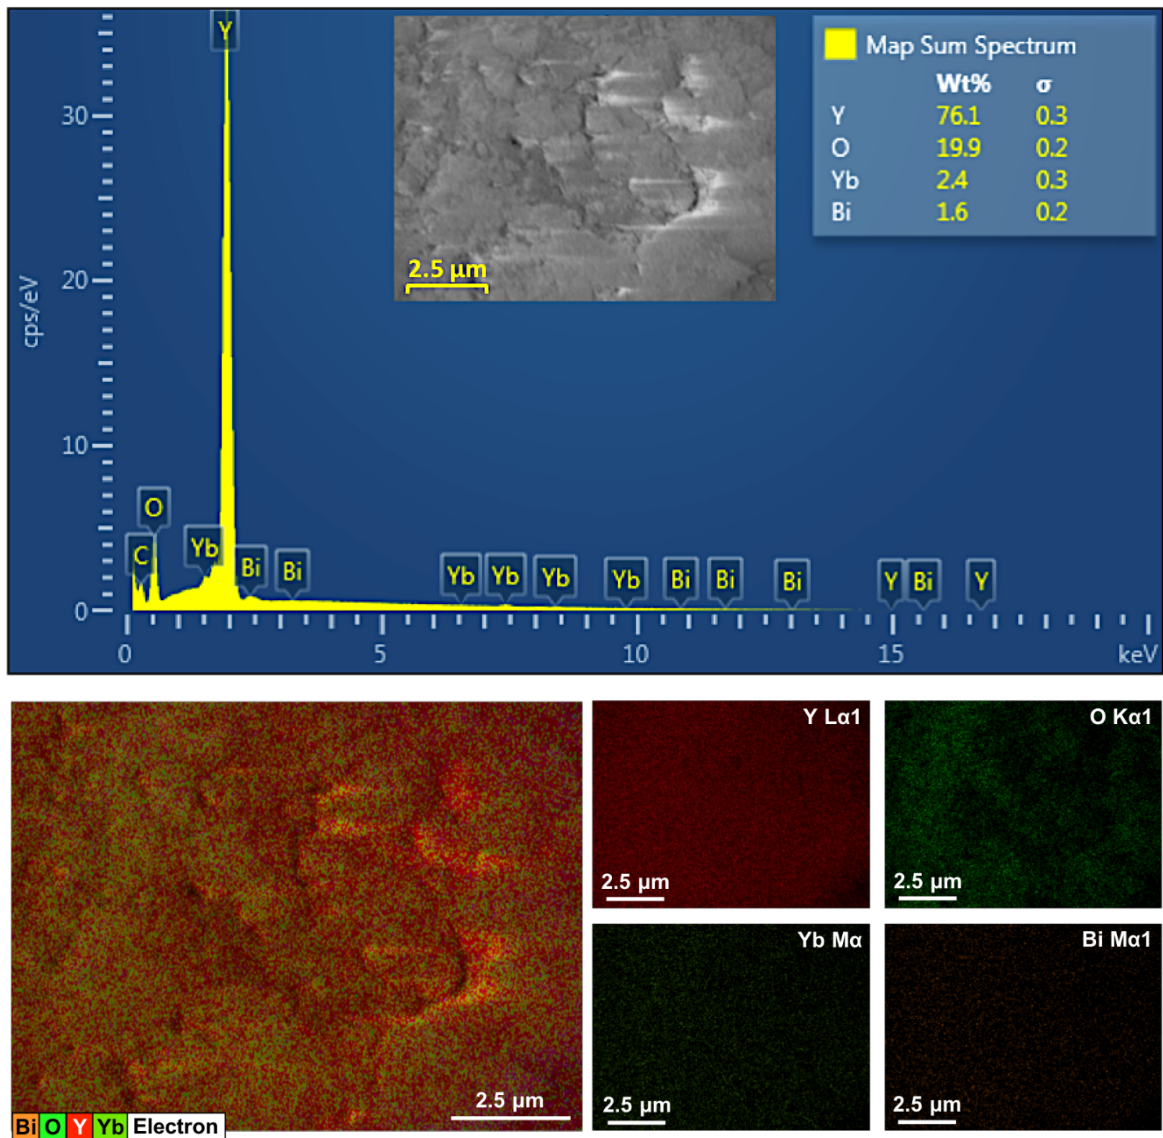 Y
Map Sum Spectrum
Wt% σ
Y 76.1 0.3
O 19.9 0.2
Yb 2.4 0.3
Bi 1.6 0.2
30
20
10
0
cps/eV
2.5 µm
C O Yb Bi Bi Yb Yb Yb Yb Bi Bi Bi Y Bi Y
0 5 10 15 keV
Y Lα1
2.5 µm
O Kα1
2.5 µm
Yb Mα
2.5 µm
Bi Mα1
2.5 µm
2.5 µm
Bi O Y Yb Electron